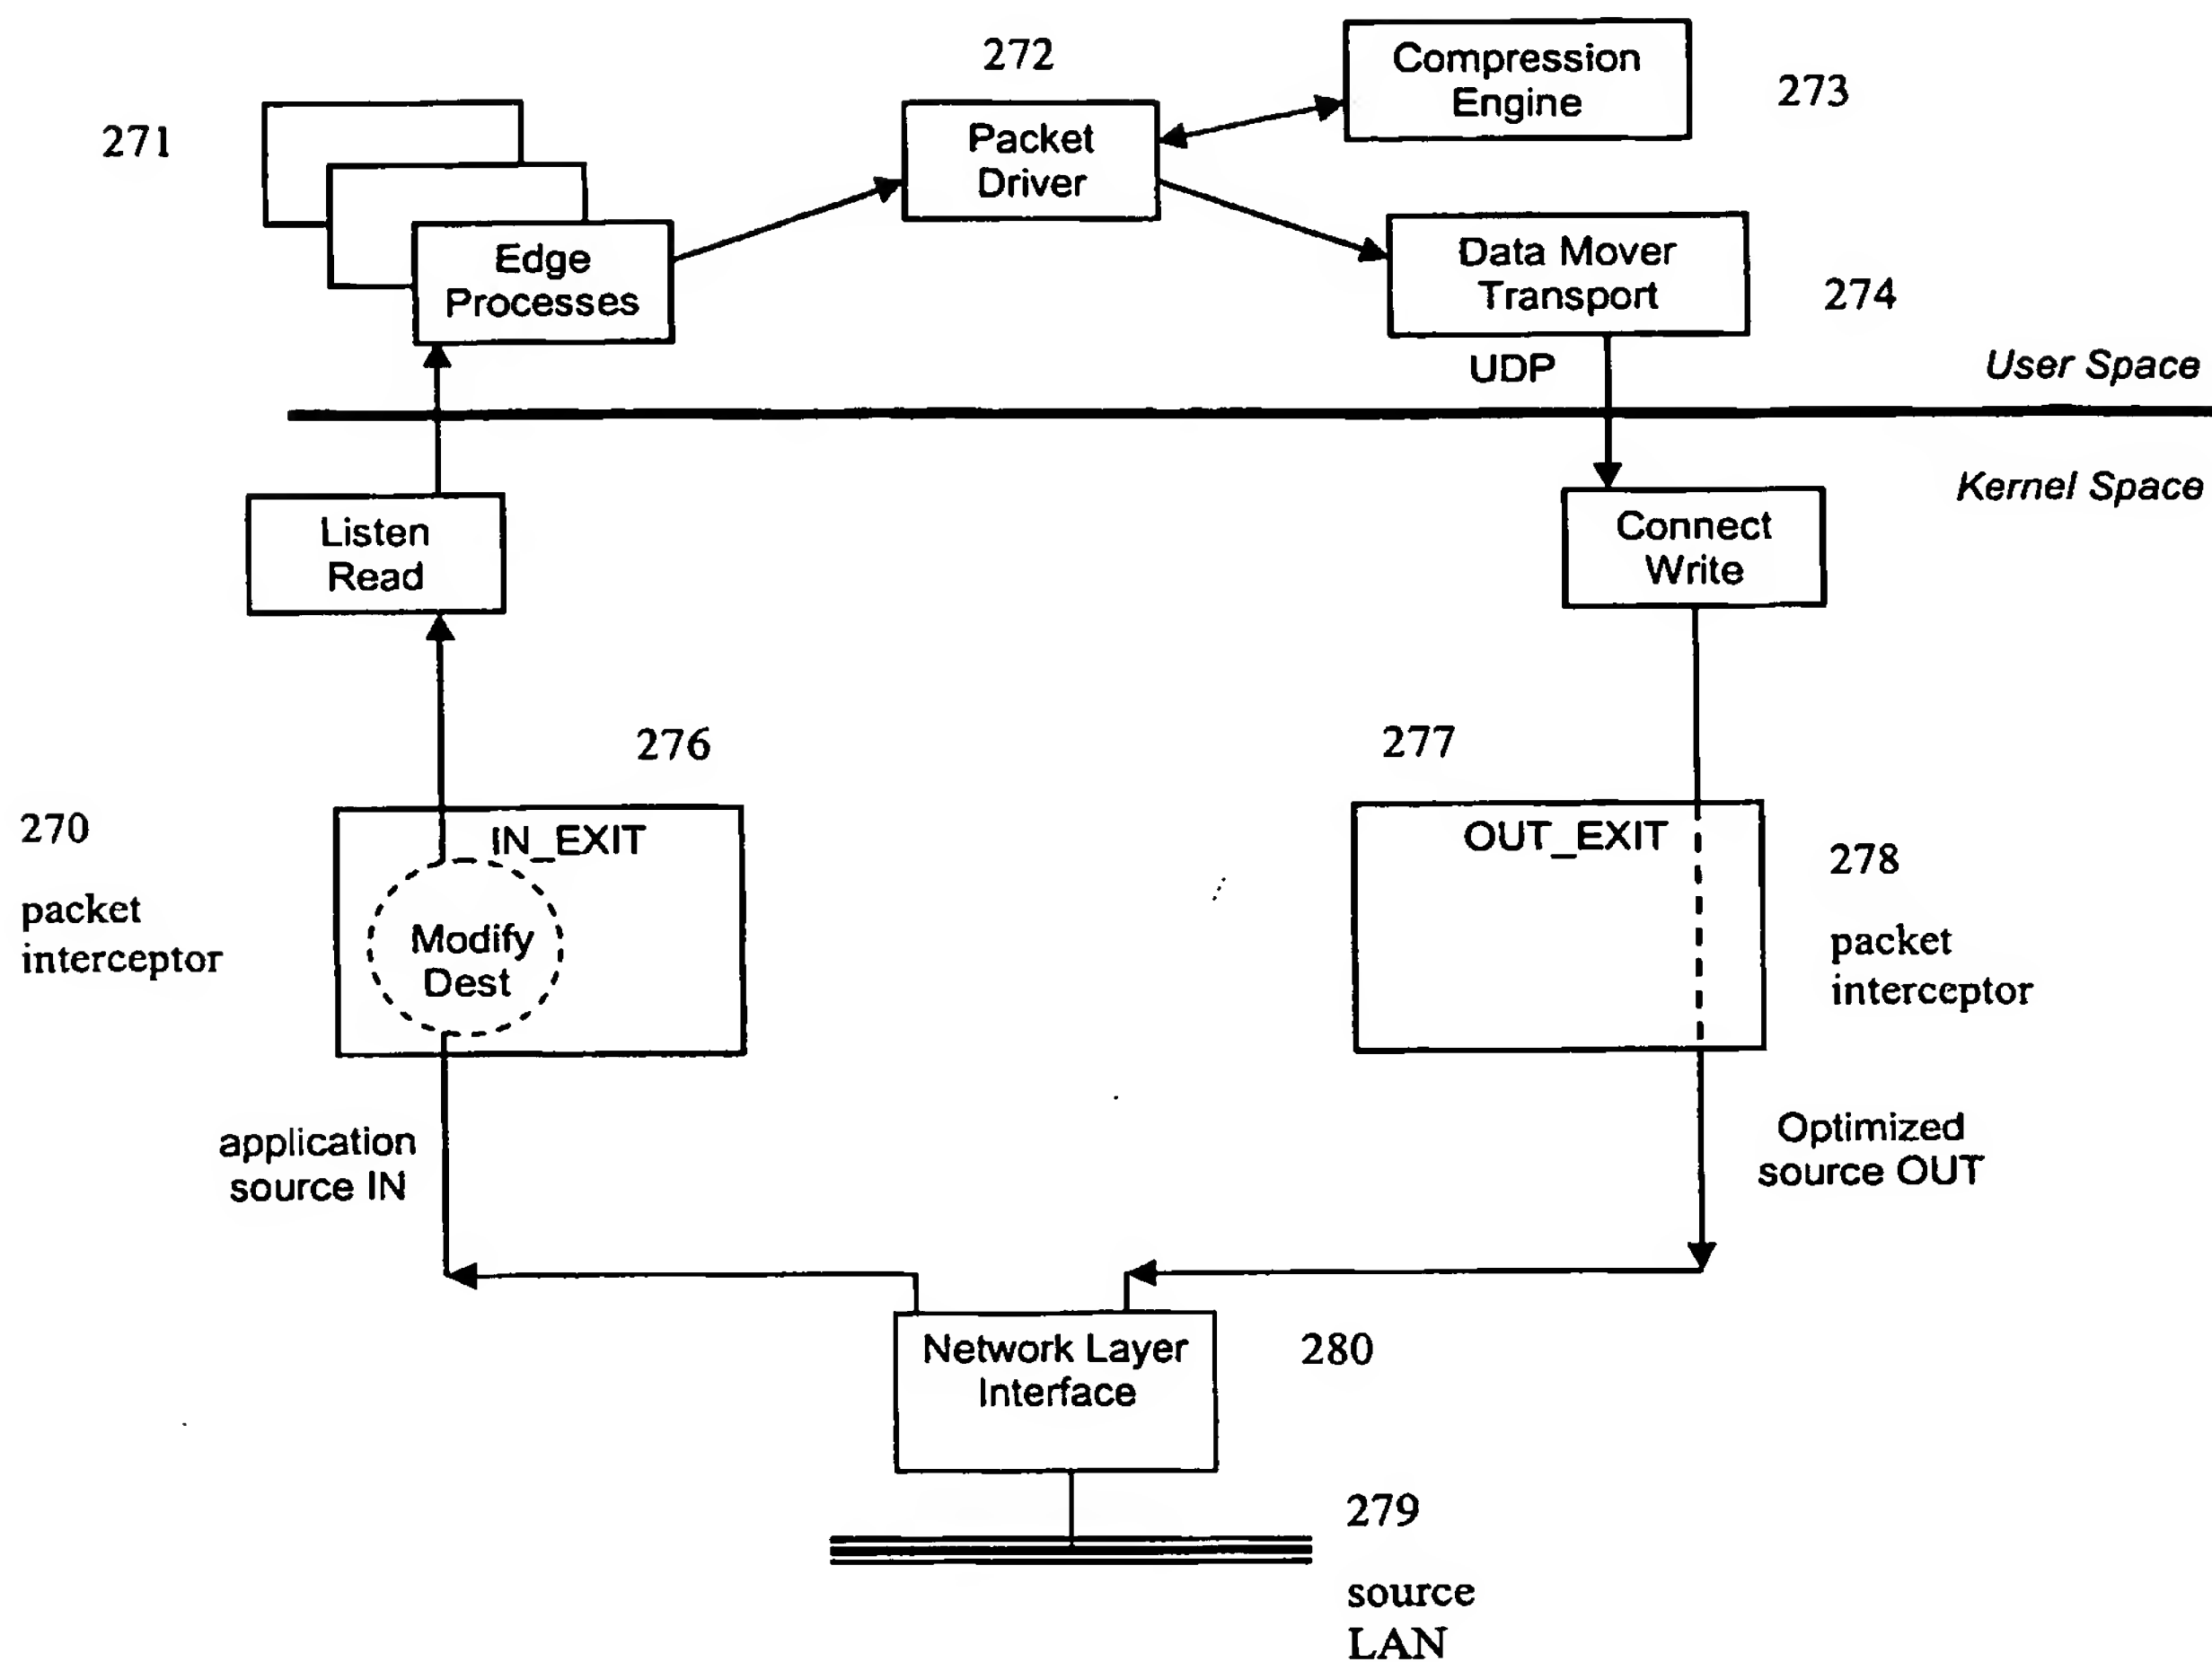 272
Compression
Engine
273
271
Packet
Driver
Edge
Processes
Data Mover
Transport
274
UDP
User Space
Kernel Space
Listen
Read
Connect
Write
276
277
270
packet
interceptor
IN_EXIT
Modify
Dest
OUT_EXIT
278
packet
interceptor
application
source IN
Optimized
source OUT
Network Layer
Interface
280
279
source
LAN